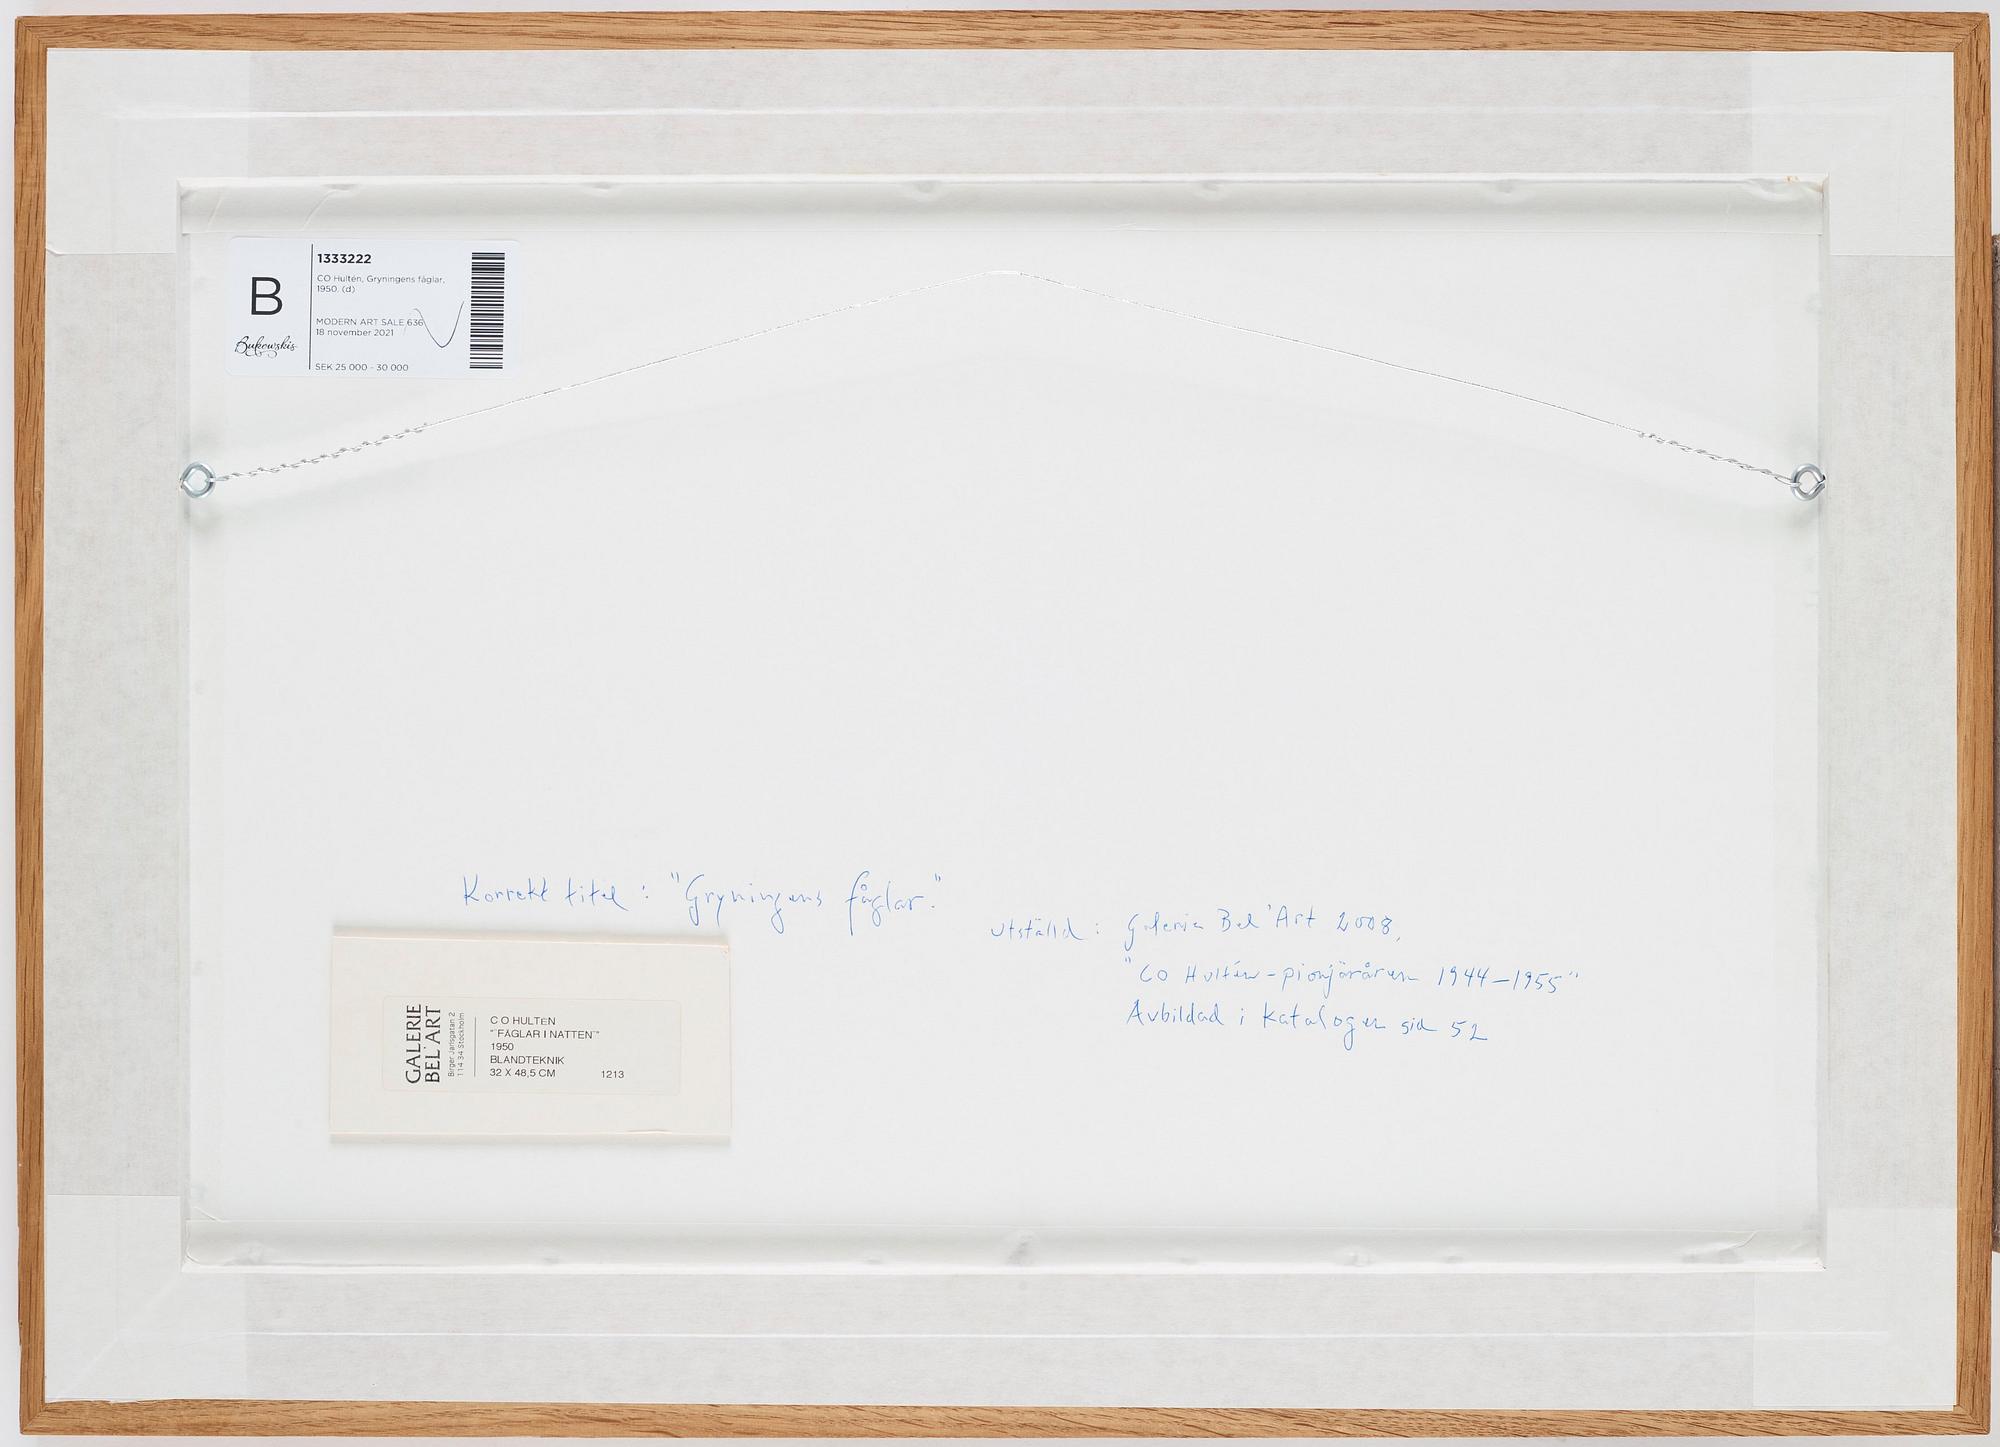 B
Bukowskis
1333222
CO Hultén, Gryningens fåglar,
1950. (d)
MODERN ART SALE 636
18 november 2021
SEK 25 000 - 30 000
Korrekt titel : "Gryningens fåglar."
utställd : Galerie Bel'Art 2008,
"CO Hultén - pionjäråren 1944-1955"
Avbildad i katalogen sid 52
GALERIE
BEL'ART
Birger Jarlsgatan 2
114 34 Stockholm
C O HULTÉN
"¨FÅGLAR I NATTEN¨"
1950
BLANDTEKNIK
32 X 48,5 CM 1213